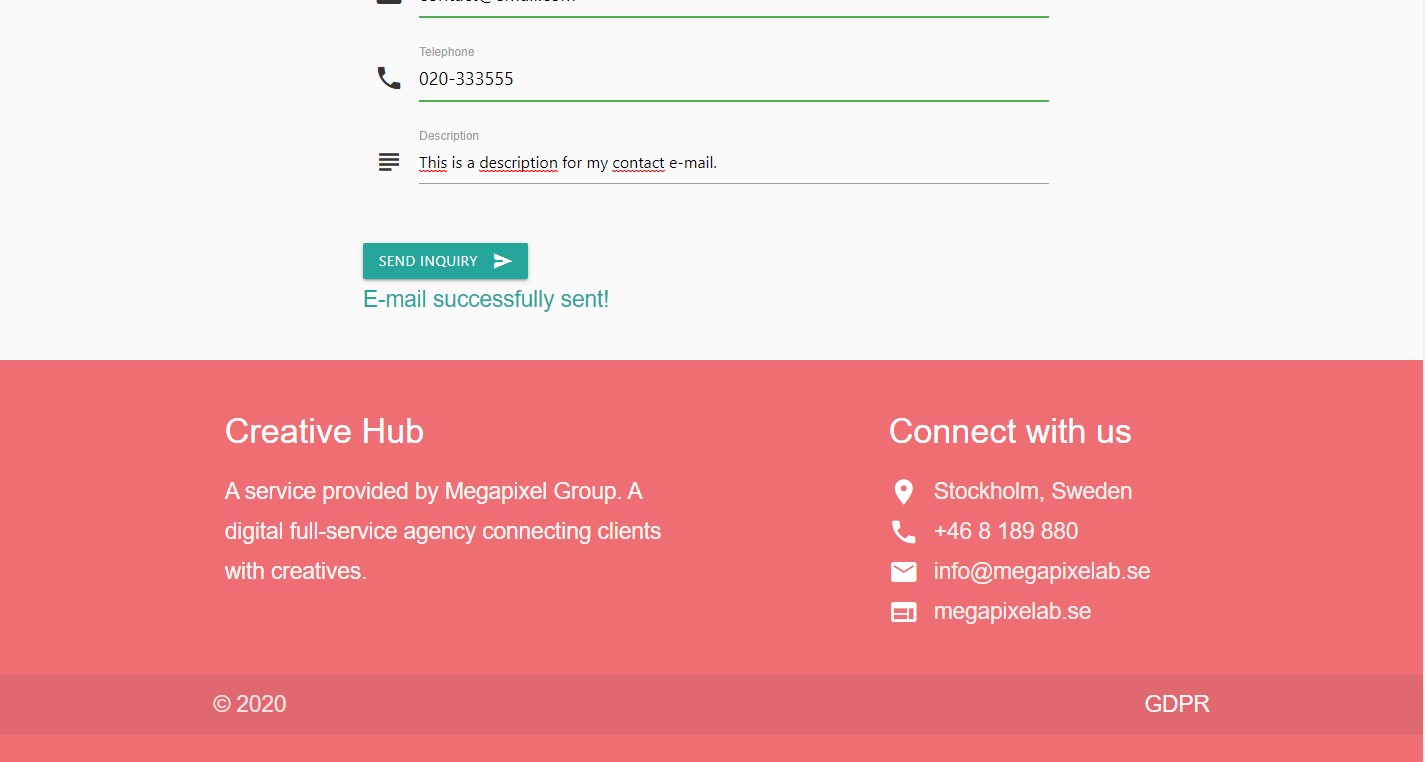 Telephone
020-333555
Description
This is a description for my contact e-mail.
SEND INQUIRY
E-mail successfully sent!
Creative Hub
A service provided by Megapixel Group. A
digital full-service agency connecting clients
with creatives.
Connect with us
Stockholm, Sweden
+46 8 189 880
info@megapixelab.se
megapixelab.se
© 2020
GDPR